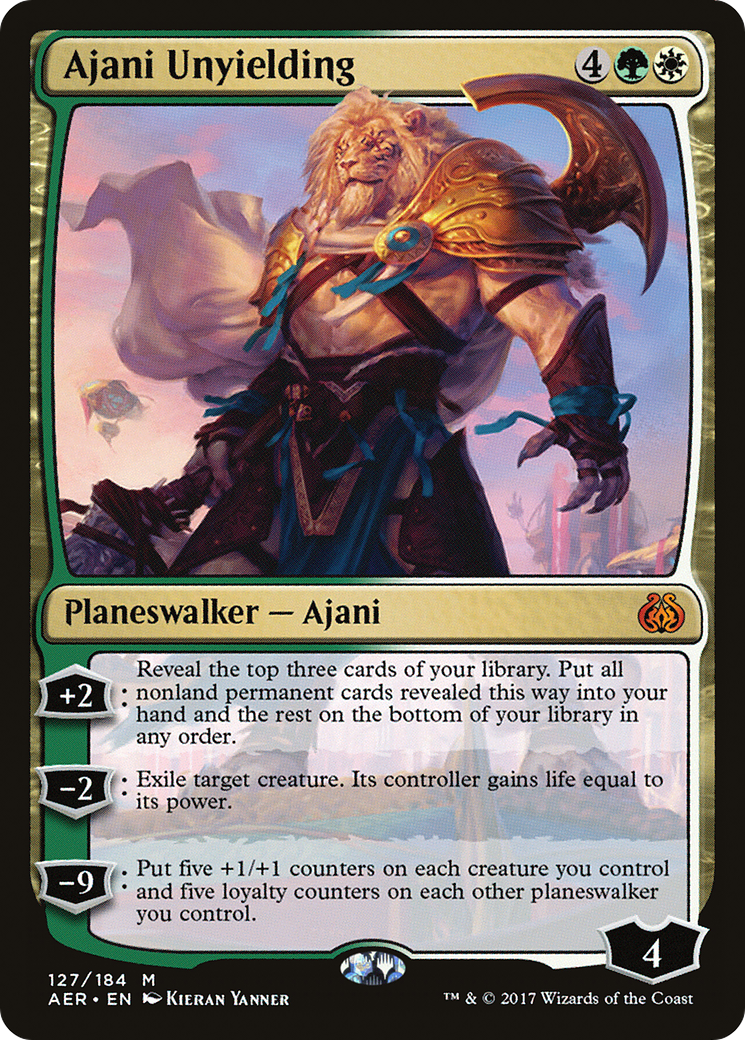 Ajani Unyielding 4
Planeswalker — Ajani
+2: Reveal the top three cards of your library. Put all
nonland permanent cards revealed this way into your
hand and the rest on the bottom of your library in
any order.
−2: Exile target creature. Its controller gains life equal to
its power.
−9: Put five +1/+1 counters on each creature you control
and five loyalty counters on each other planeswalker
you control.
4
127/184 M
AER • EN Kieran Yanner
™ & © 2017 Wizards of the Coast